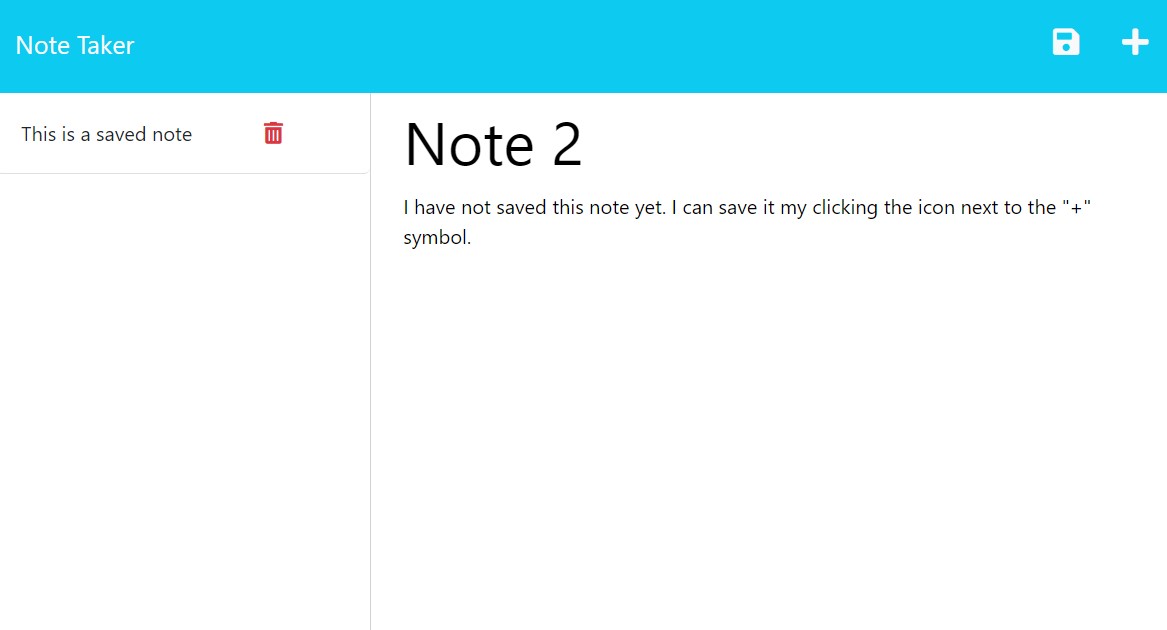 Note Taker
This is a saved note
Note 2
I have not saved this note yet. I can save it my clicking the icon next to the "+"
symbol.